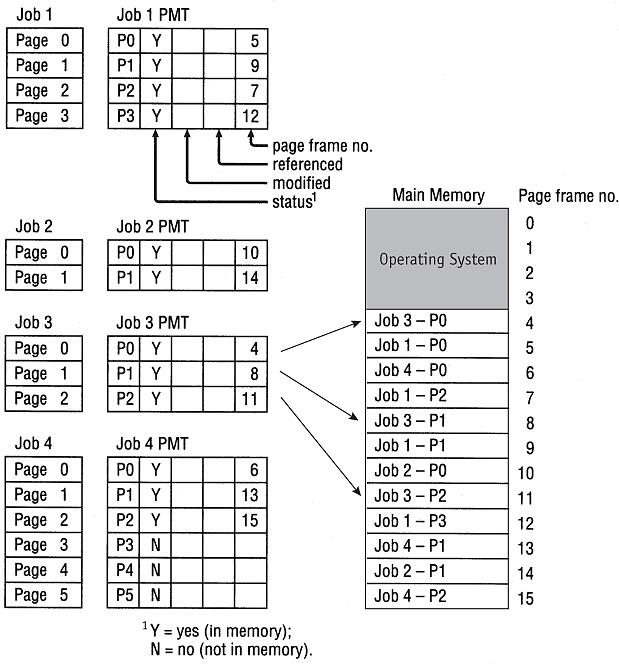 Job 1 Job 1 PMT
Page 0 P0 Y 5
Page 1 P1 Y 9
Page 2 P2 Y 7
Page 3 P3 Y 12
page frame no.
referenced
modified
status¹
Job 2 Job 2 PMT
Page 0 P0 Y 10
Page 1 P1 Y 14
Job 3 Job 3 PMT
Page 0 P0 Y 4
Page 1 P1 Y 8
Page 2 P2 Y 11
Job 4 Job 4 PMT
Page 0 P0 Y 6
Page 1 P1 Y 13
Page 2 P2 Y 15
Page 3 P3 N
Page 4 P4 N
Page 5 P5 N
¹ Y = yes (in memory);
N = no (not in memory).
Main Memory Page frame no.
0
Operating System 1
2
3
Job 3 – P0 4
Job 1 – P0 5
Job 4 – P0 6
Job 1 – P2 7
Job 3 – P1 8
Job 1 – P1 9
Job 2 – P0 10
Job 3 – P2 11
Job 1 – P3 12
Job 4 – P1 13
Job 2 – P1 14
Job 4 – P2 15